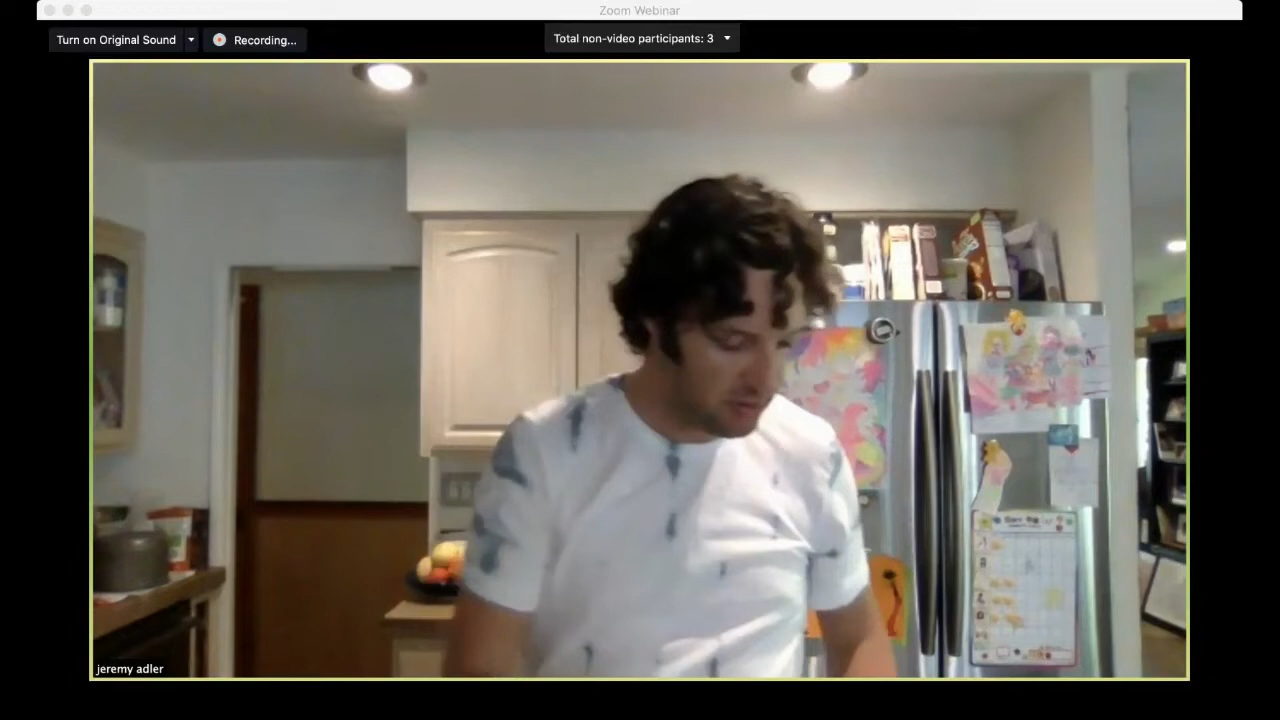 Zoom Webinar
Turn on Original Sound
Recording...
Total non-video participants: 3
jeremy adler